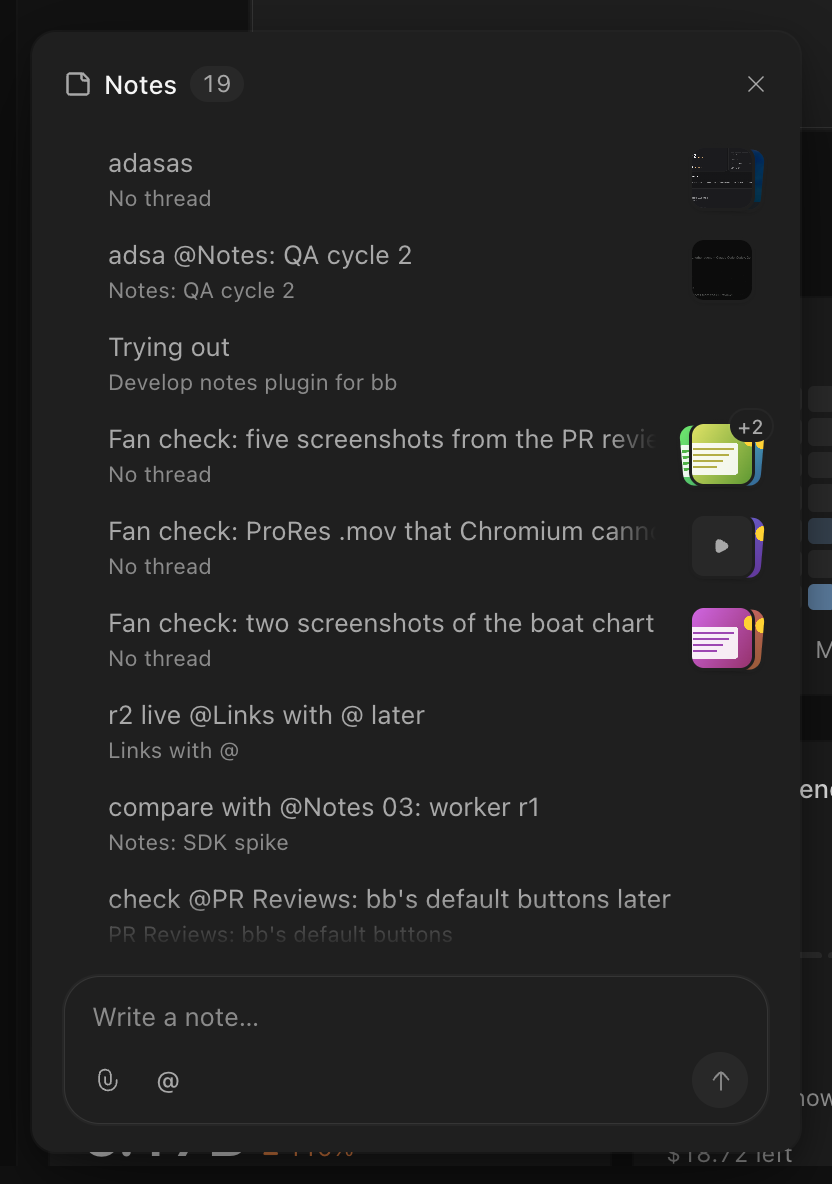 Notes 19
adasas
No thread
adsa @Notes: QA cycle 2
Notes: QA cycle 2
Trying out
Develop notes plugin for bb
Fan check: five screenshots from the PR revie
+2
No thread
Fan check: ProRes .mov that Chromium cann
No thread
Fan check: two screenshots of the boat chart
No thread
r2 live @Links with @ later
Links with @
compare with @Notes 03: worker r1
Notes: SDK spike
check @PR Reviews: bb's default buttons later
PR Reviews: bb's default buttons
Write a note...
@
$18.72 left